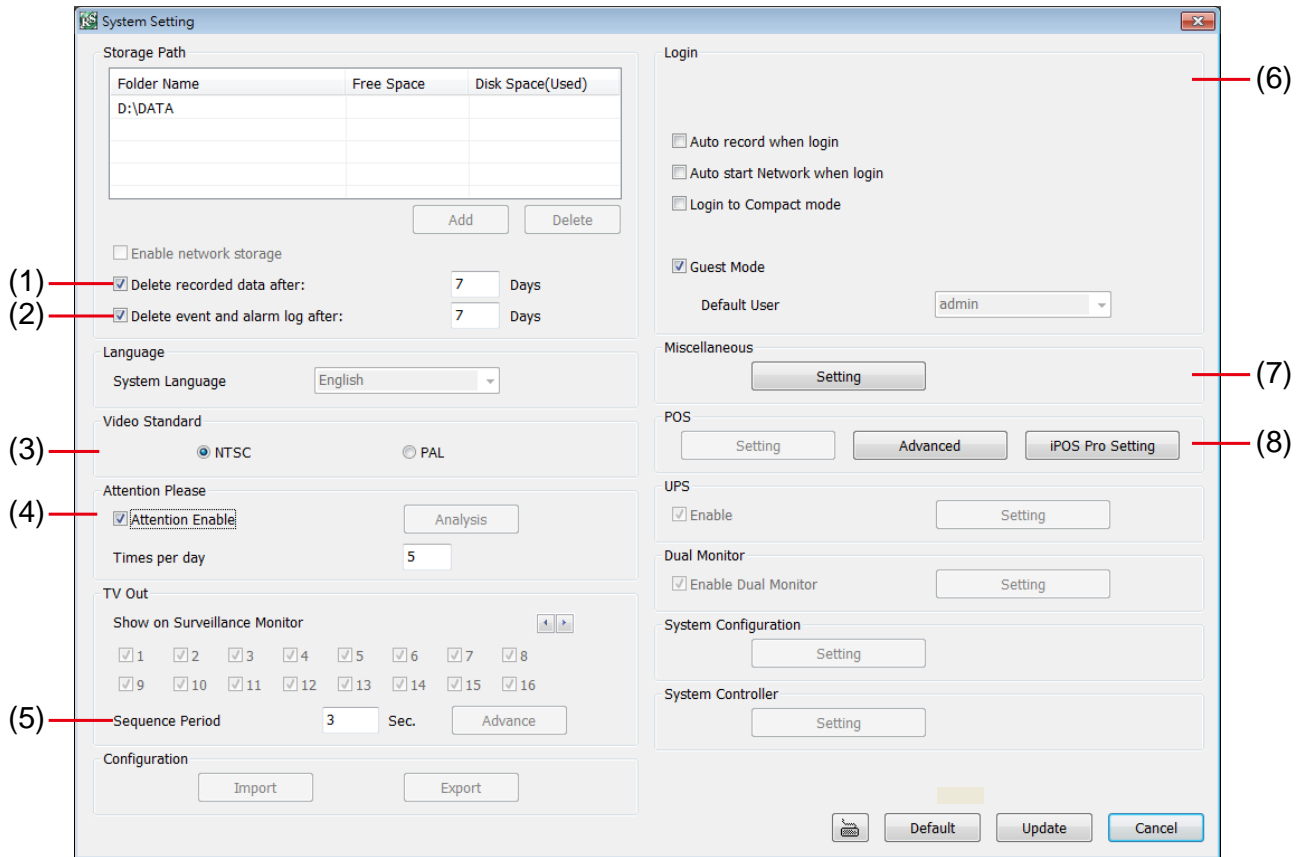 System Setting
Storage Path
Folder Name Free Space Disk Space(Used)
D:\DATA
Add Delete
Enable network storage
(1) Delete recorded data after: 7 Days
(2) Delete event and alarm log after: 7 Days
Language
System Language English
Video Standard
(3) NTSC PAL
Attention Please
(4) Attention Enable Analysis
Times per day 5
TV Out
Show on Surveillance Monitor
1 2 3 4 5 6 7 8
9 10 11 12 13 14 15 16
(5) Sequence Period 3 Sec. Advance
Configuration
Import Export
Login
(6)
Auto record when login
Auto start Network when login
Login to Compact mode
Guest Mode
Default User admin
Miscellaneous
Setting (7)
POS
Setting Advanced iPOS Pro Setting (8)
UPS
Enable Setting
Dual Monitor
Enable Dual Monitor Setting
System Configuration
Setting
System Controller
Setting
Default Update Cancel